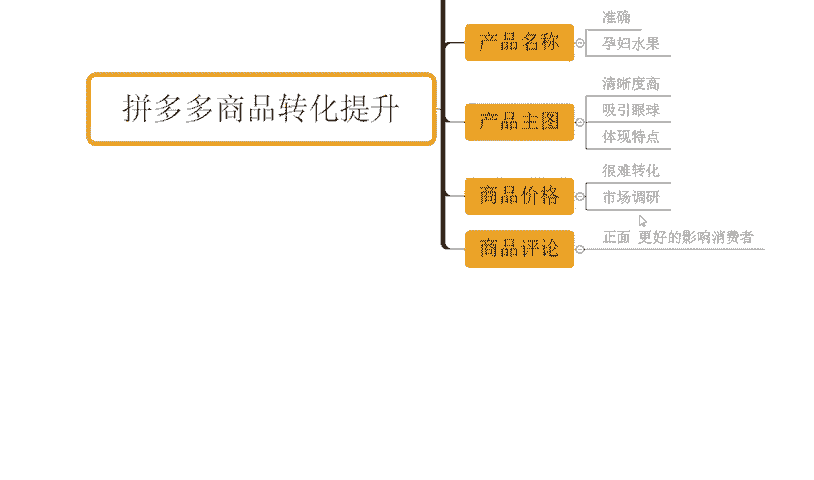 拼多多商品转化提升
产品名称
准确
孕妇水果
产品主图
清晰度高
吸引眼球
体现特点
商品价格
很难转化
市场调研
商品评论
正面 更好的影响消费者